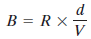 B = R × d/V